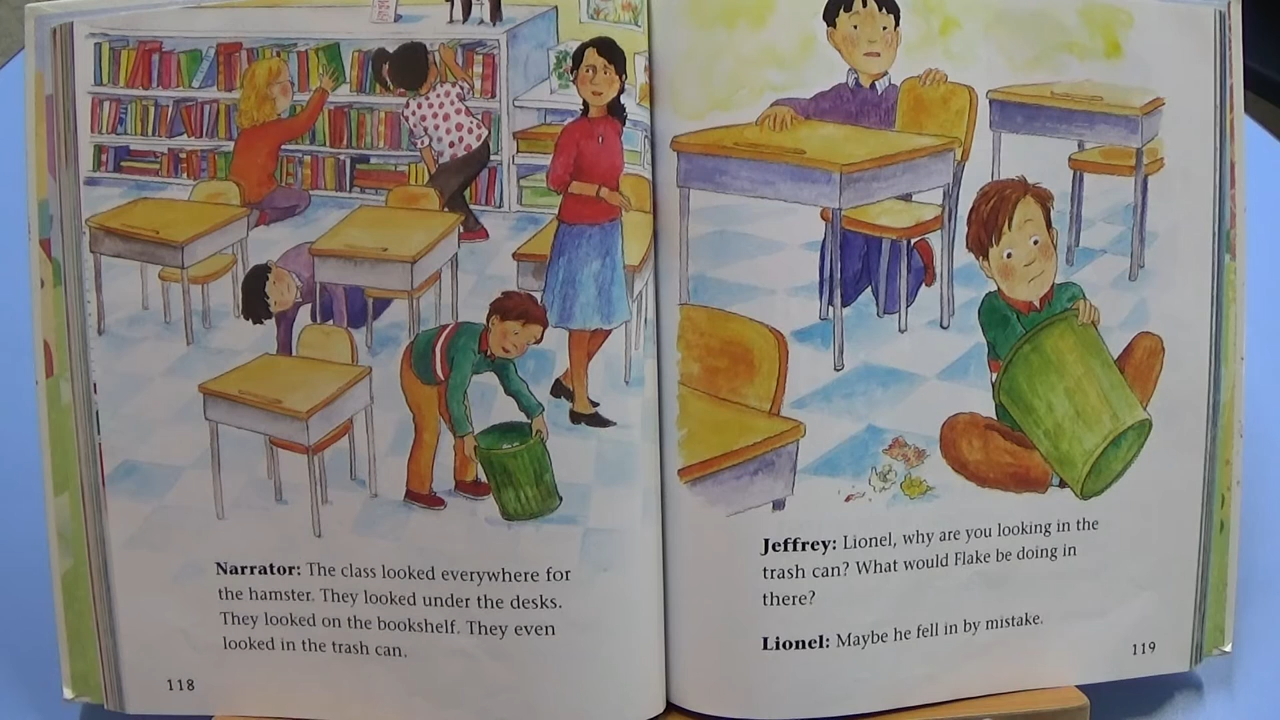 Narrator: The class looked everywhere for
the hamster. They looked under the desks.
They looked on the bookshelf. They even
looked in the trash can.
118
Jeffrey: Lionel, why are you looking in the
trash can? What would Flake be doing in
there?
Lionel: Maybe he fell in by mistake.
119